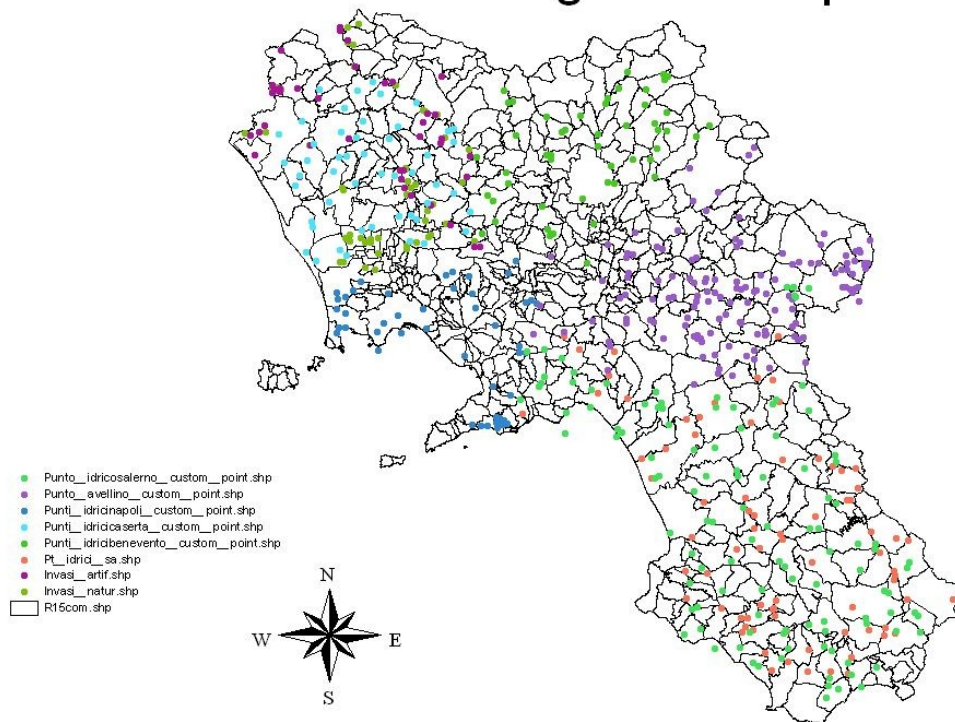 Punto__idricosalerno__custom__point.shp
Punto__avellino__custom__point.shp
Punti__idricinapoli__custom__point.shp
Punti__idricicaserta__custom__point.shp
Punti__idricibenevento__custom__point.shp
Pt__idrici__sa.shp
Invasi__artif.shp
Invasi__natur.shp
R15com.shp
N
W E
S